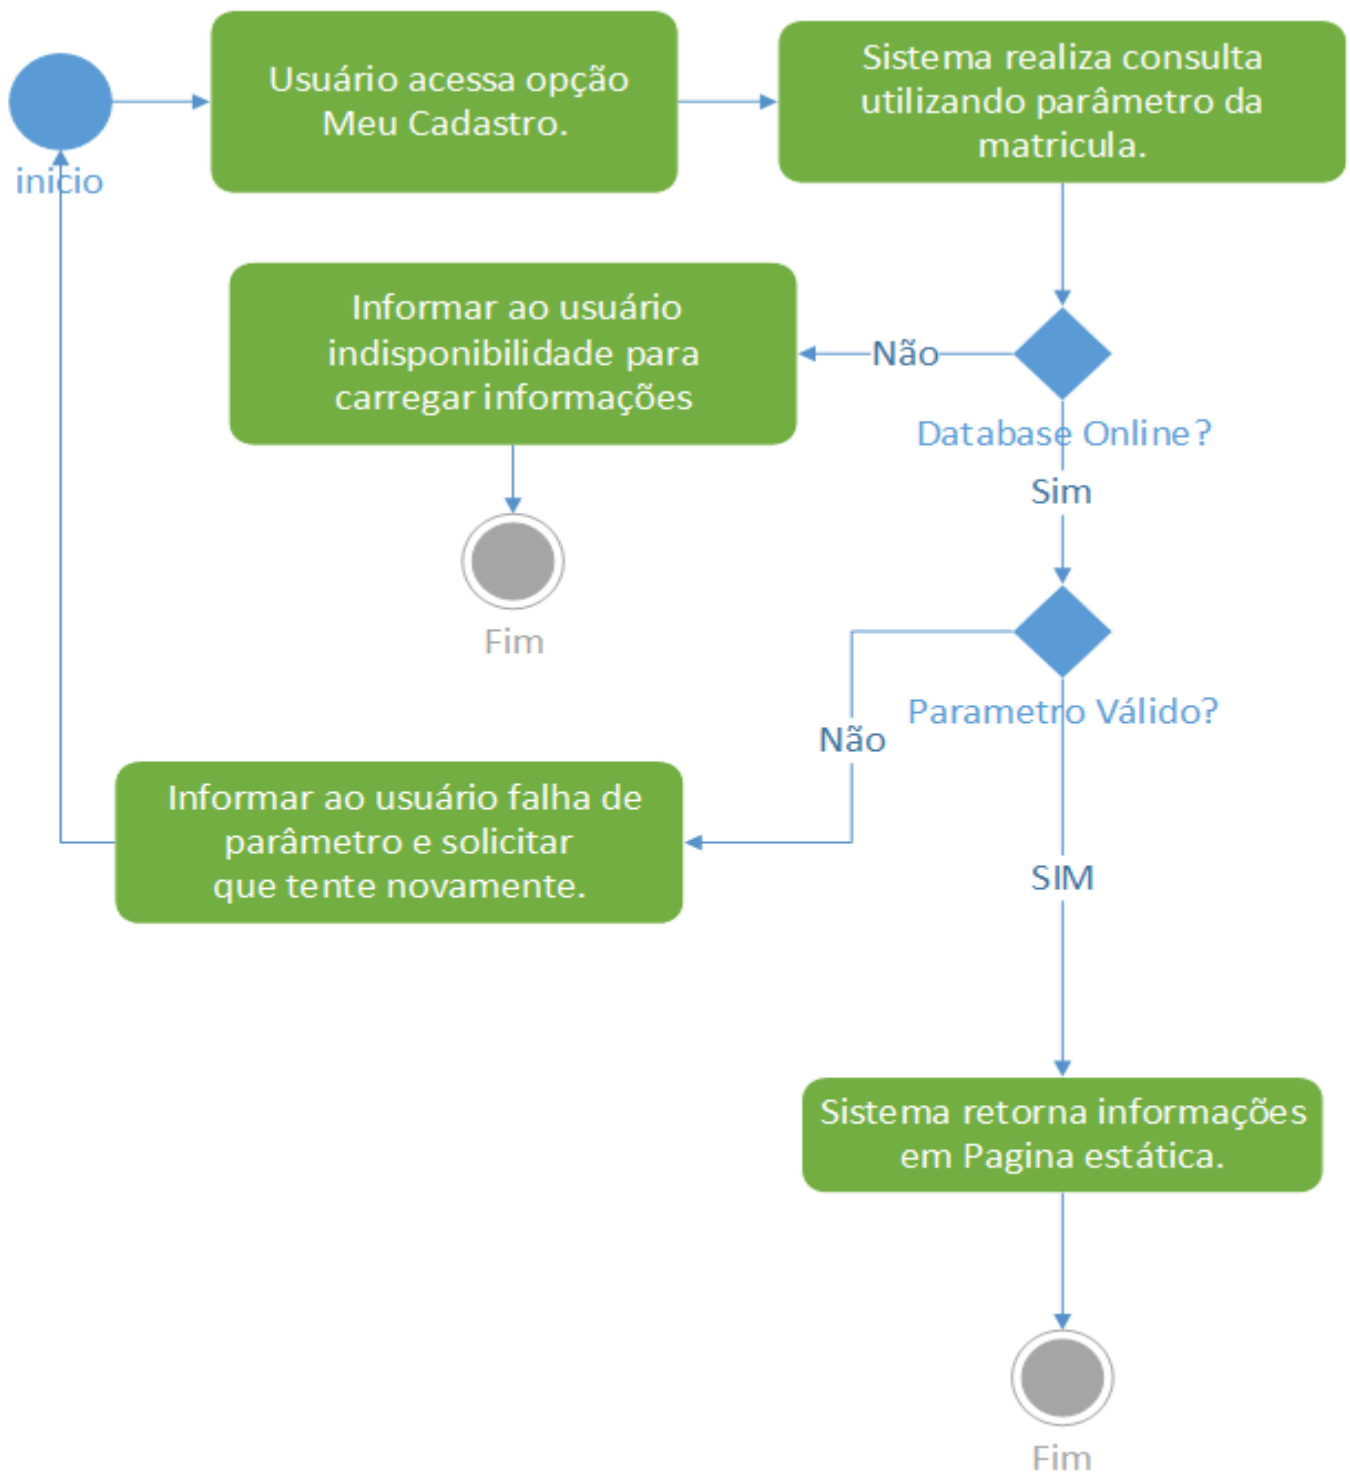 inicio
Usuário acessa opção
Meu Cadastro.
Sistema realiza consulta
utilizando parâmetro da
matricula.
Informar ao usuário
indisponibilidade para
carregar informações
Não
Database Online?
Sim
Fim
Parametro Válido?
Não
Informar ao usuário falha de
parâmetro e solicitar
que tente novamente.
SIM
Sistema retorna informações
em Pagina estática.
Fim